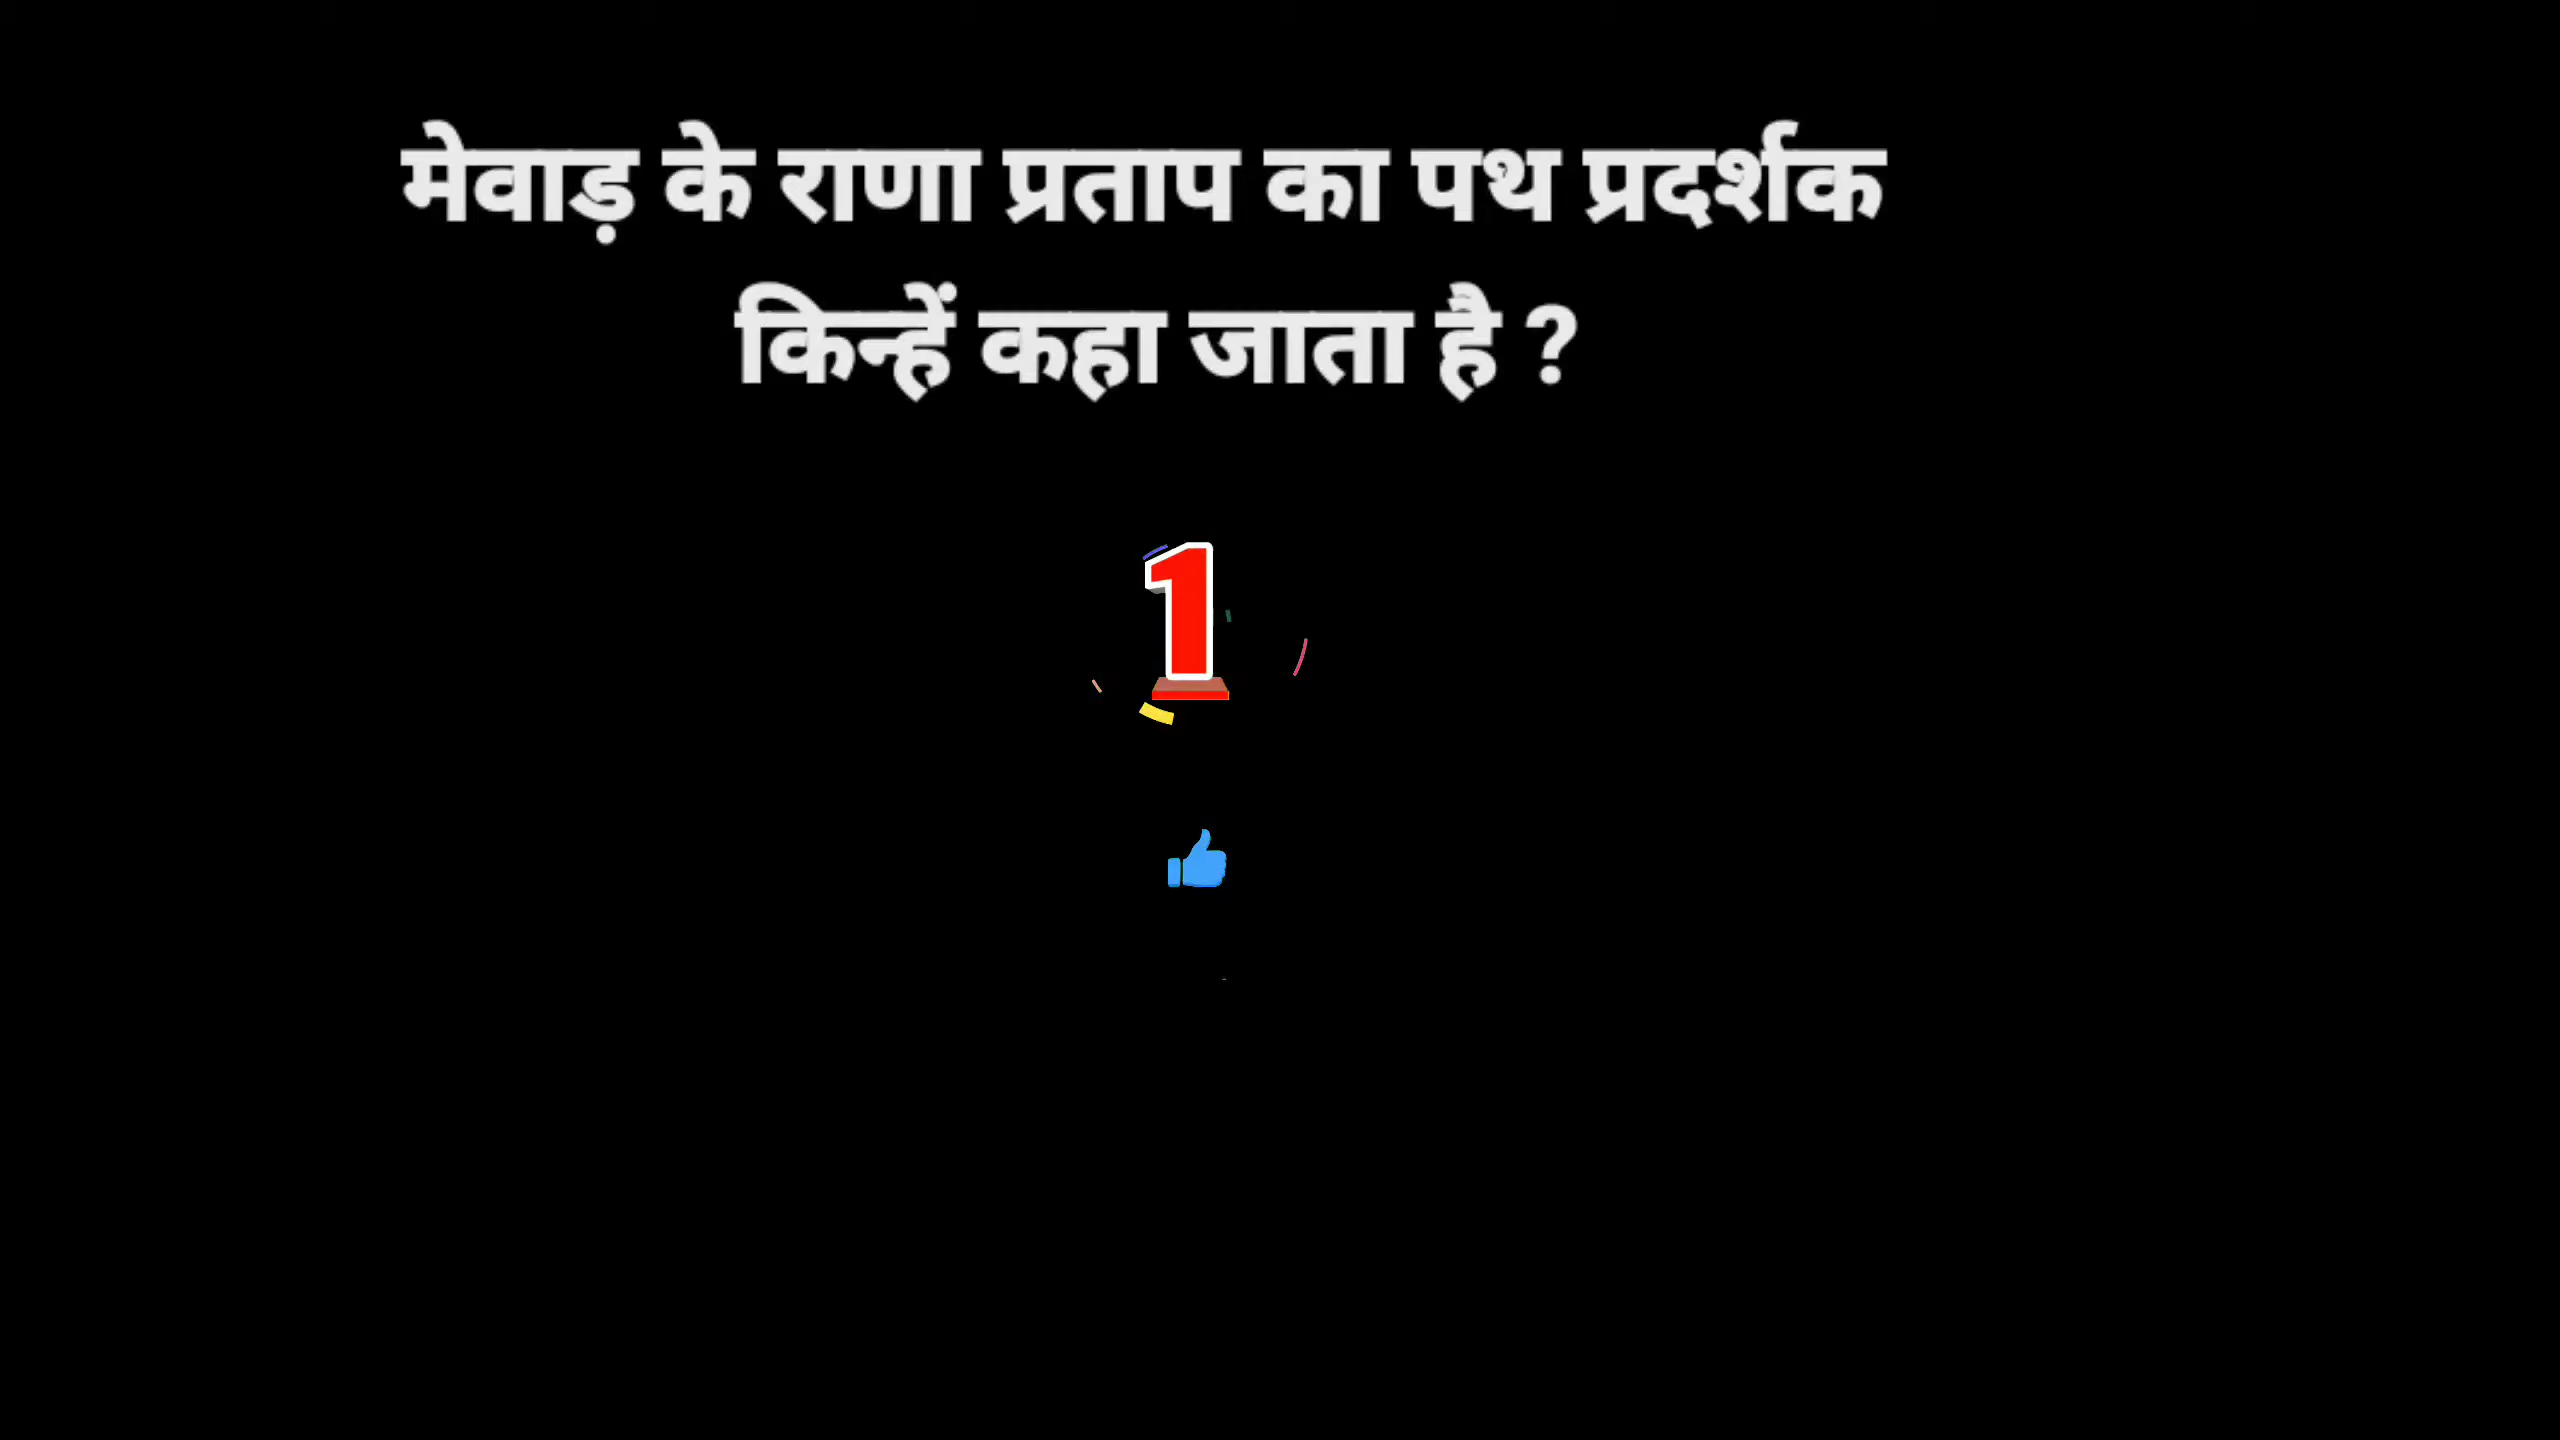 मेवाड़ के राणा प्रताप का पथ प्रदर्शक
किन्हें कहा जाता है ?
1